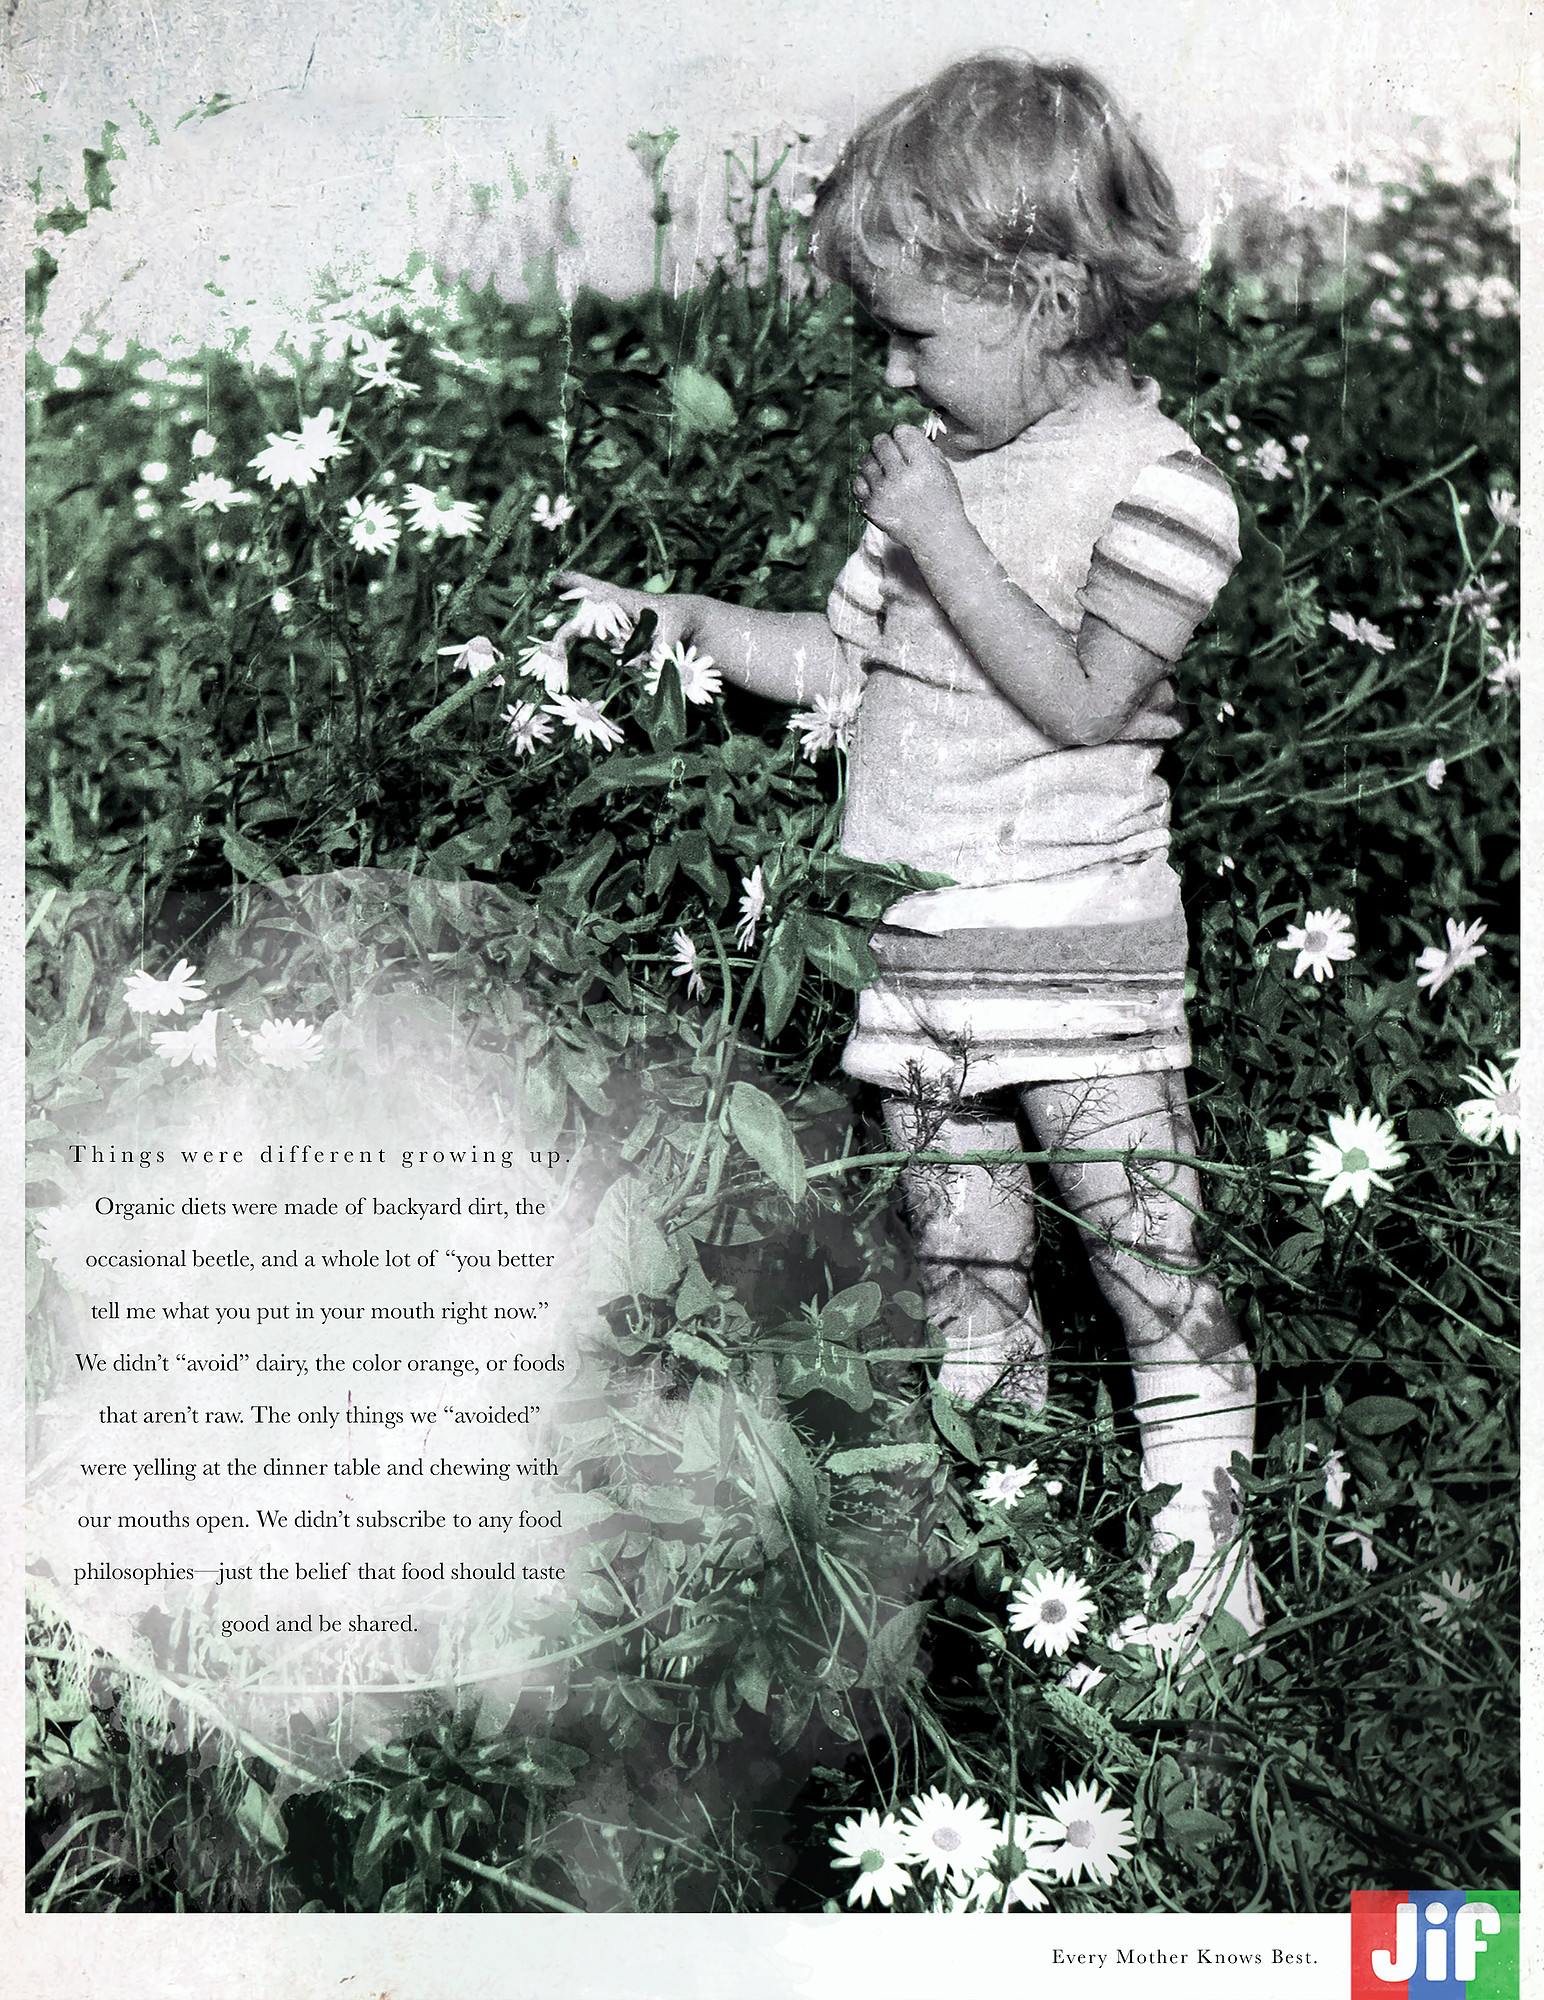 Things were different growing up.
Organic diets were made of backyard dirt, the
occasional beetle, and a whole lot of “you better
tell me what you put in your mouth right now.”
We didn’t “avoid” dairy, the color orange, or foods
that aren’t raw. The only things we “avoided”
were yelling at the dinner table and chewing with
our mouths open. We didn’t subscribe to any food
philosophies—just the belief that food should taste
good and be shared.
Every Mother Knows Best.
Jif